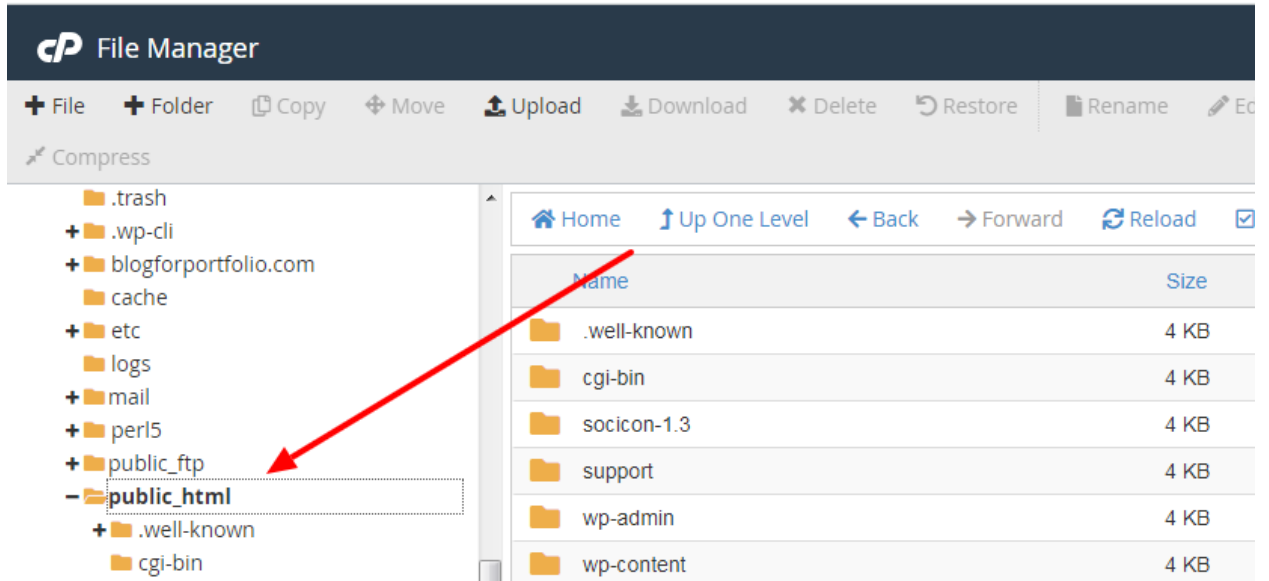 cP File Manager
File Folder Copy Move Upload Download Delete Restore Rename
Compress
.trash
.wp-cli
blogforportfolio.com
cache
etc
logs
mail
perl5
public_ftp
public_html
.well-known
cgi-bin
Home Up One Level Back Forward Reload
Name Size
.well-known 4 KB
cgi-bin 4 KB
socicon-1.3 4 KB
support 4 KB
wp-admin 4 KB
wp-content 4 KB